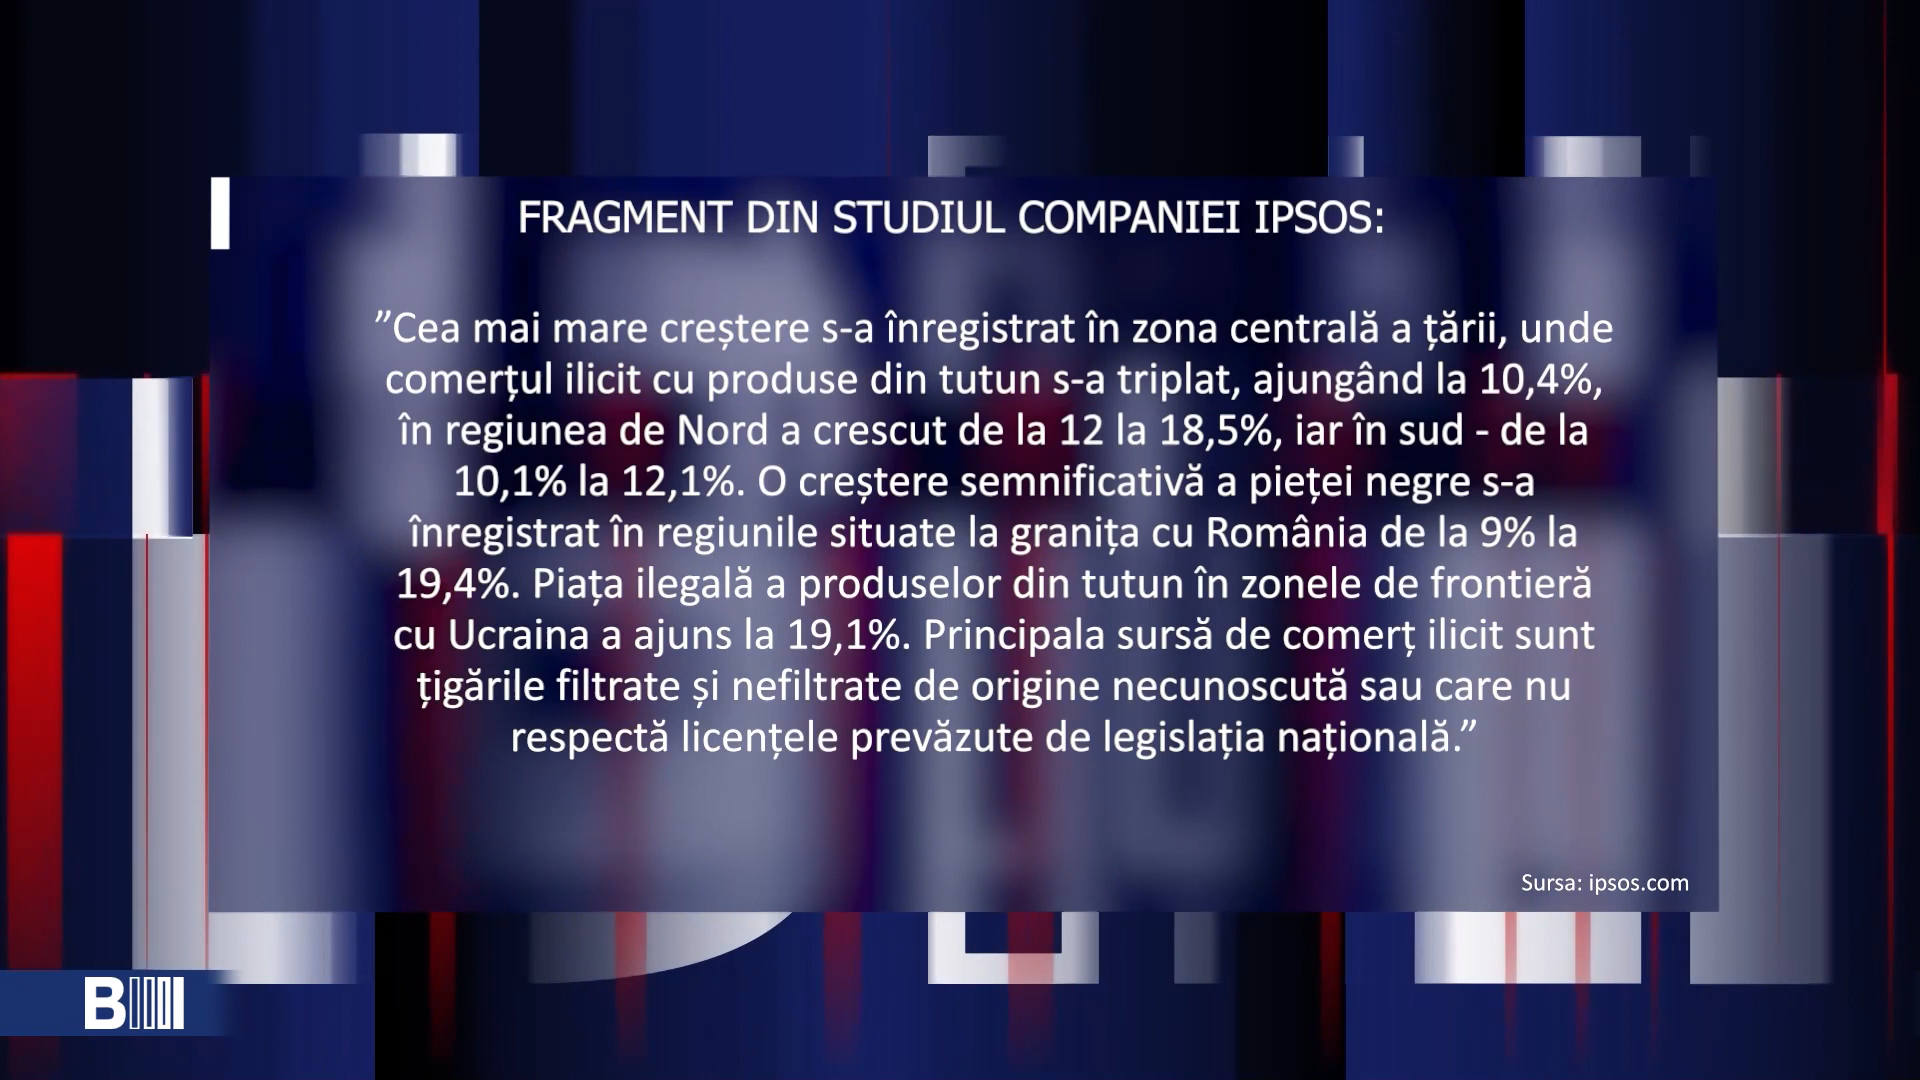 FRAGMENT DIN STUDIUL COMPANIEI IPSOS:
”Cea mai mare creștere s-a înregistrat în zona centrală a țării, unde
comerțul ilicit cu produse din tutun s-a triplat, ajungând la 10,4%,
în regiunea de Nord a crescut de la 12 la 18,5%, iar în sud - de la
10,1% la 12,1%. O creștere semnificativă a pieței negre s-a
înregistrat în regiunile situate la granița cu România de la 9% la
19,4%. Piața ilegală a produselor din tutun în zonele de frontieră
cu Ucraina a ajuns la 19,1%. Principala sursă de comerț ilicit sunt
țigările filtrate și nefiltrate de origine necunoscută sau care nu
respectă licențele prevăzute de legislația națională.”
Sursa: ipsos.com
B